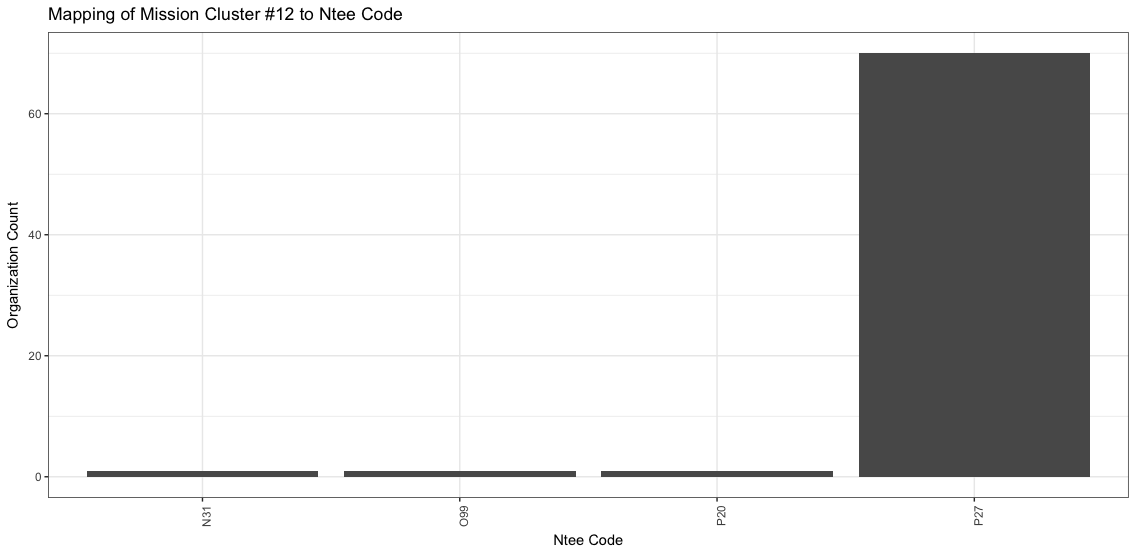 Mapping of Mission Cluster #12 to Ntee Code
Organization Count
60
40
20
0
N31
O99
P20
P27
Ntee Code